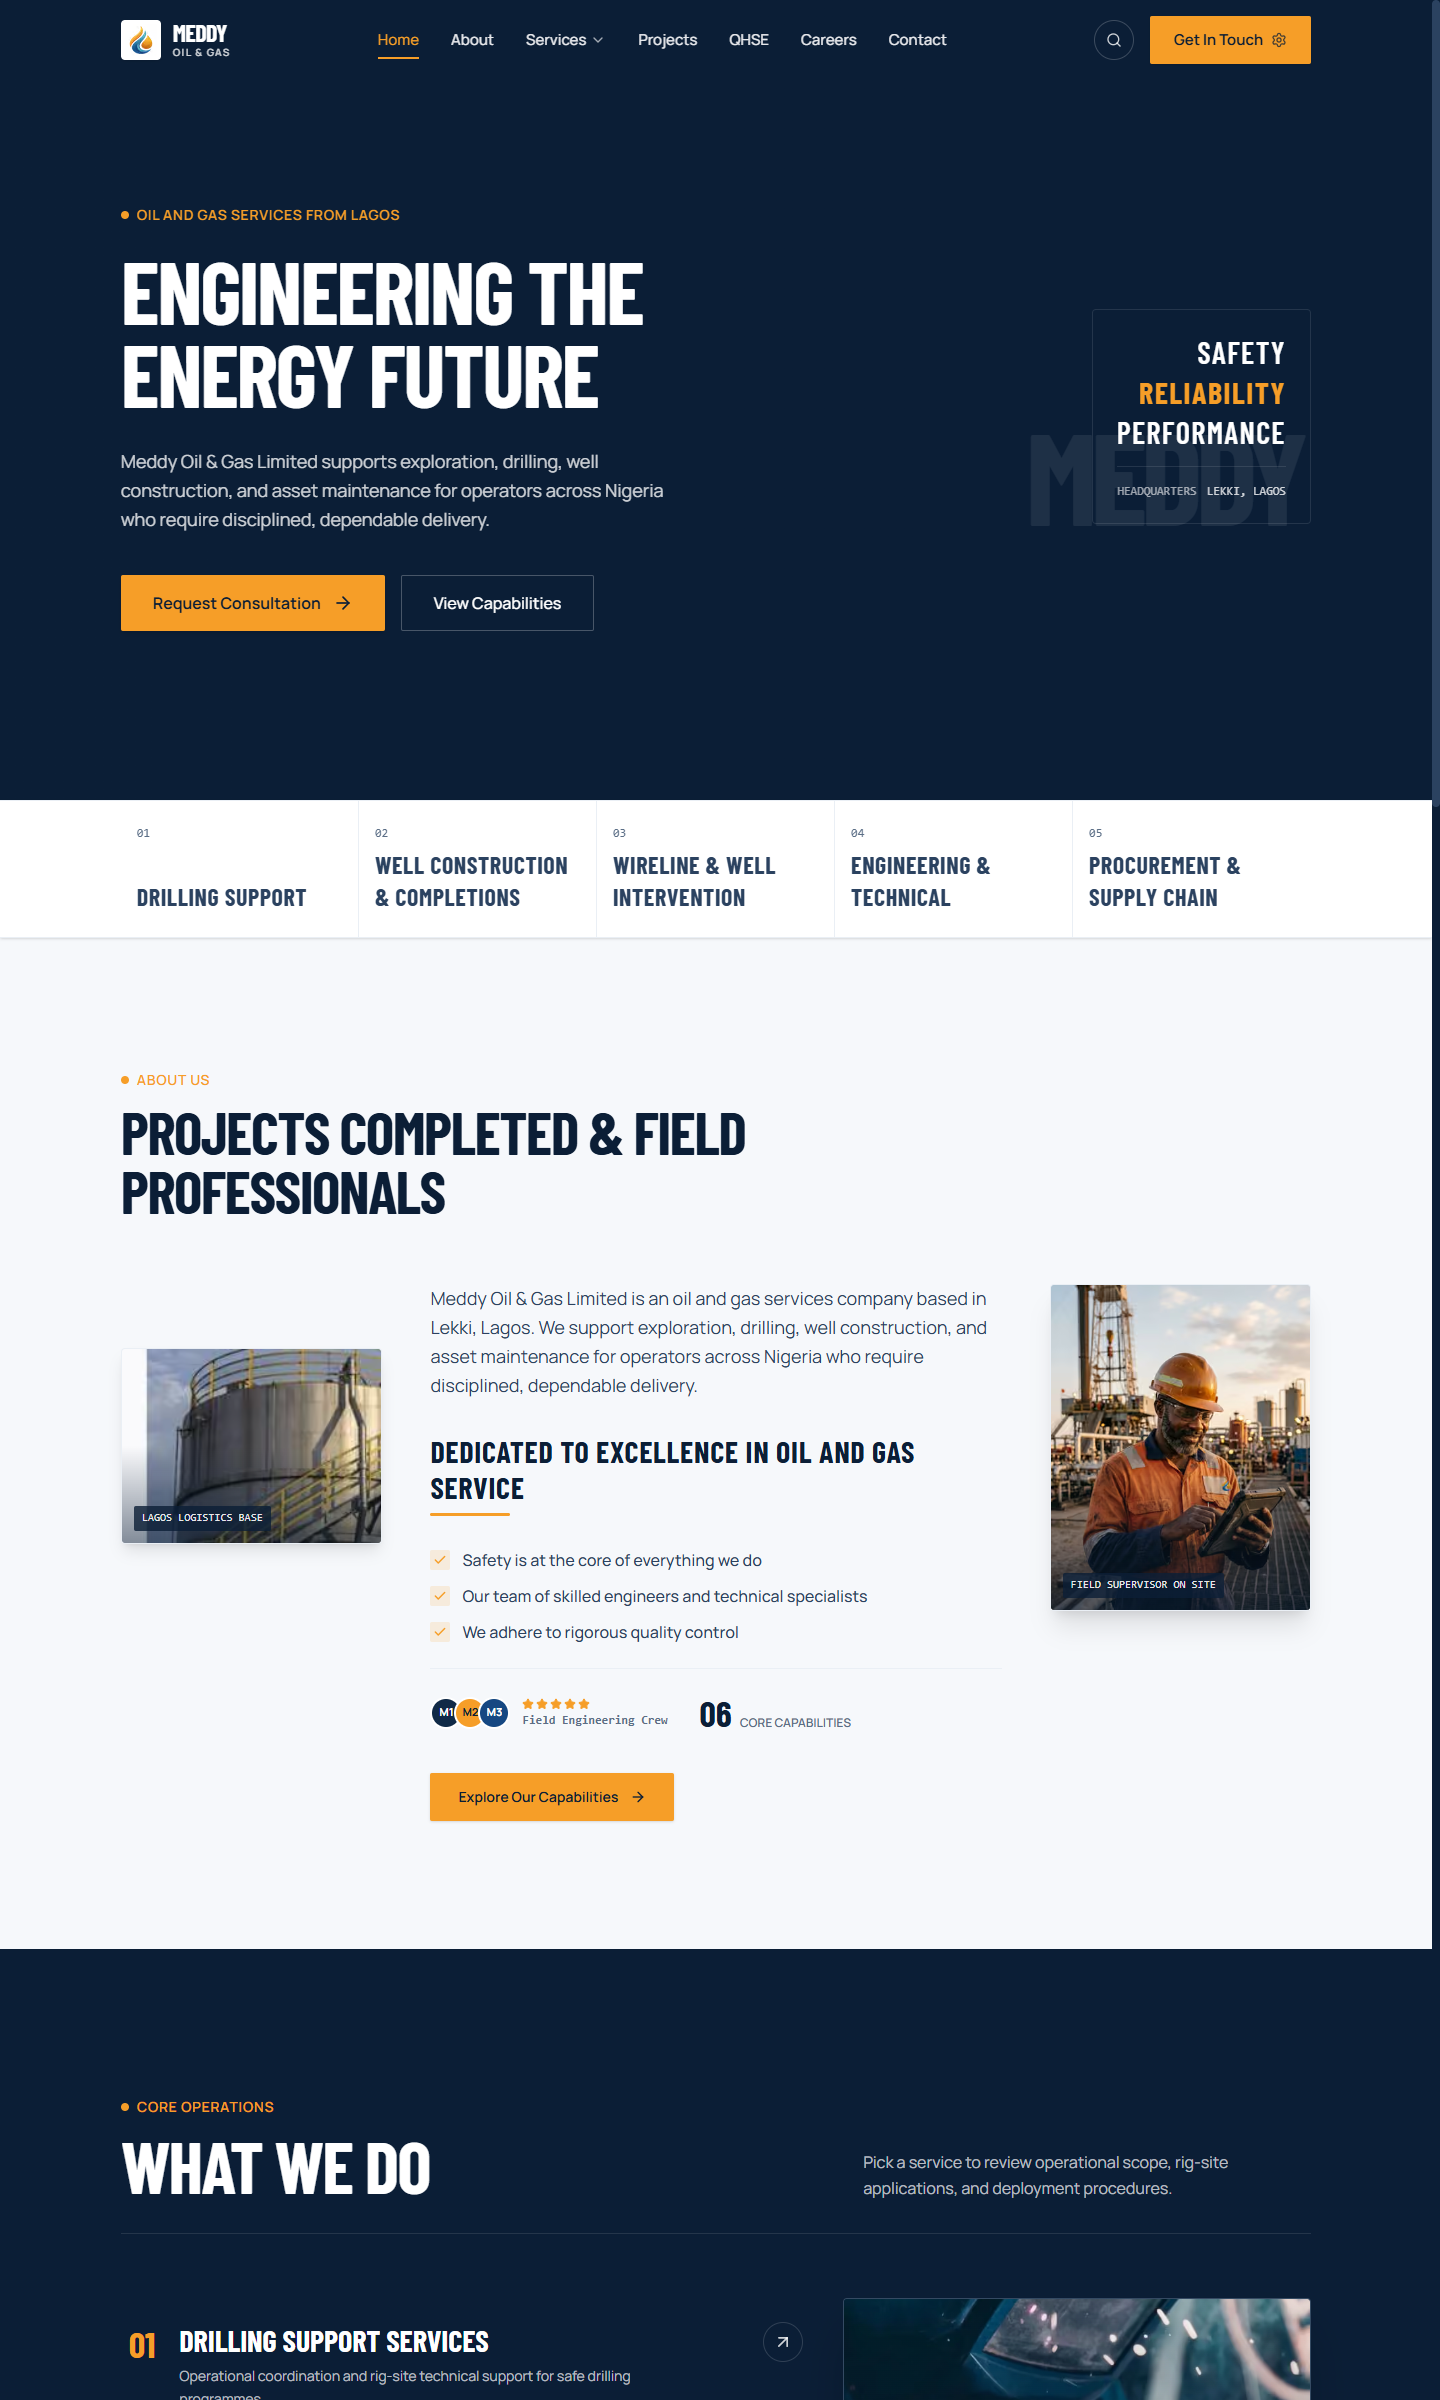 MEDDY
OIL & GAS
Home
About
Services
Projects
QHSE
Careers
Contact
Get In Touch
OIL AND GAS SERVICES FROM LAGOS
ENGINEERING THE
ENERGY FUTURE
Meddy Oil & Gas Limited supports exploration, drilling, well
construction, and asset maintenance for operators across Nigeria
who require disciplined, dependable delivery.
Request Consultation
View Capabilities
SAFETY
RELIABILITY
PERFORMANCE
MEDDY
HEADQUARTERS LEKKI, LAGOS
01
DRILLING SUPPORT
02
WELL CONSTRUCTION
& COMPLETIONS
03
WIRELINE & WELL
INTERVENTION
04
ENGINEERING &
TECHNICAL
05
PROCUREMENT &
SUPPLY CHAIN
ABOUT US
PROJECTS COMPLETED & FIELD
PROFESSIONALS
LAGOS LOGISTICS BASE
Meddy Oil & Gas Limited is an oil and gas services company based in
Lekki, Lagos. We support exploration, drilling, well construction, and
asset maintenance for operators across Nigeria who require
disciplined, dependable delivery.
DEDICATED TO EXCELLENCE IN OIL AND GAS
SERVICE
Safety is at the core of everything we do
Our team of skilled engineers and technical specialists
We adhere to rigorous quality control
M1 M2 M3
Field Engineering Crew
06 CORE CAPABILITIES
Explore Our Capabilities
FIELD SUPERVISOR ON SITE
CORE OPERATIONS
WHAT WE DO
Pick a service to review operational scope, rig-site
applications, and deployment procedures.
01
DRILLING SUPPORT SERVICES
Operational coordination and rig-site technical support for safe drilling
programmes